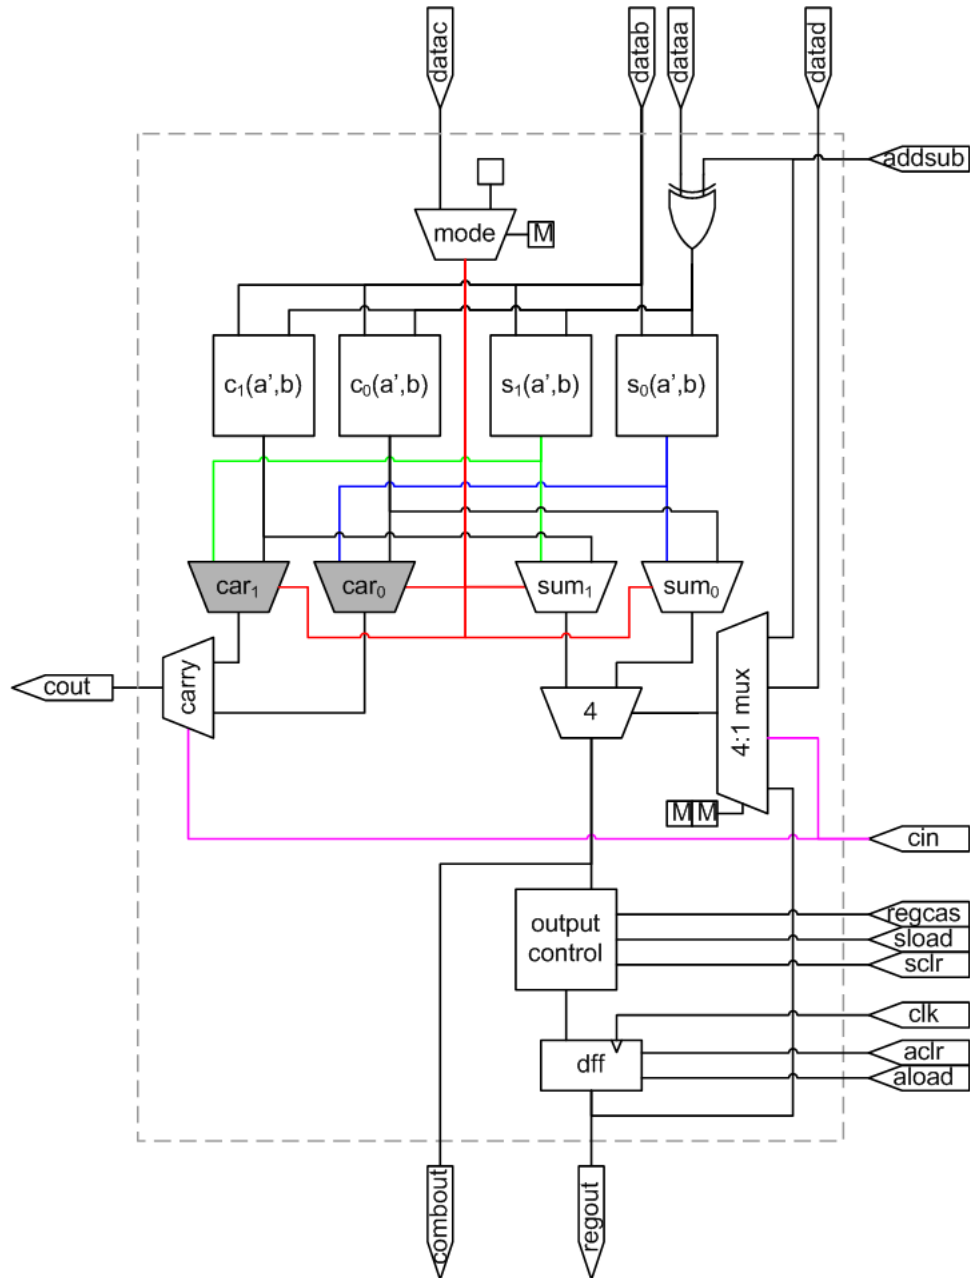 datac
datab
dataa
datad
addsub
mode
M
c₁(a',b)
c₀(a',b)
s₁(a',b)
s₀(a',b)
car₁
car₀
sum₁
sum₀
cout
carry
4
4:1 mux
M M
cin
output
control
regcas
sload
sclr
clk
dff
aclr
aload
combout
regout